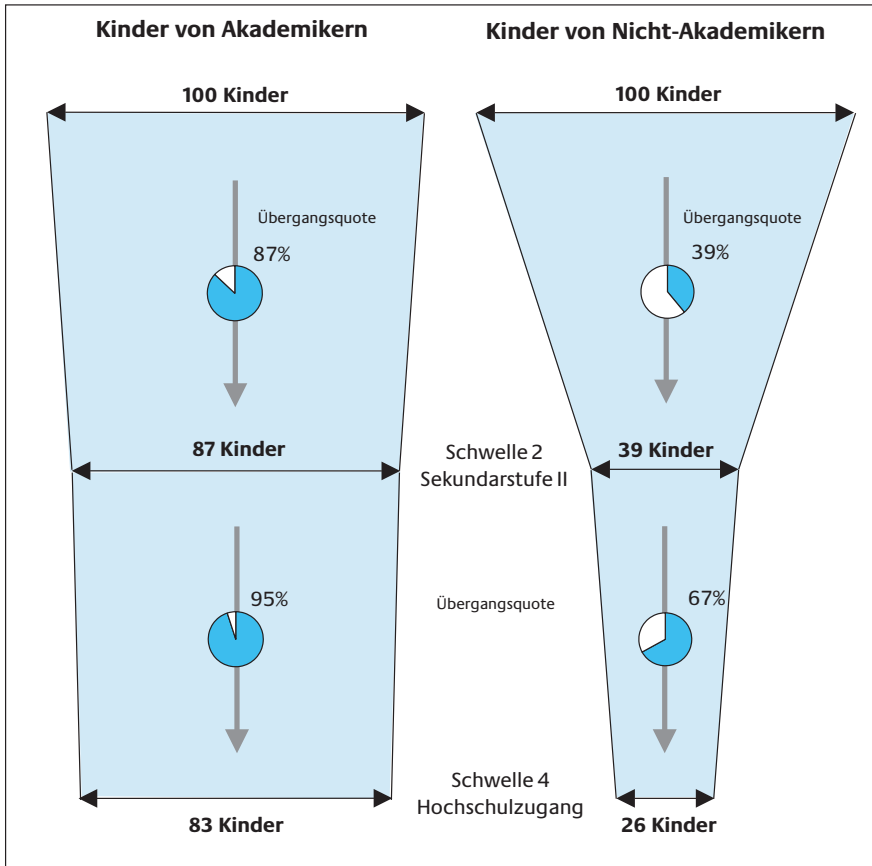 Kinder von Akademikern
Kinder von Nicht-Akademikern
100 Kinder
100 Kinder
Übergangsquote
87%
Übergangsquote
39%
87 Kinder
Schwelle 2
Sekundarstufe II
39 Kinder
95%
Übergangsquote
67%
Schwelle 4
Hochschulzugang
83 Kinder
26 Kinder